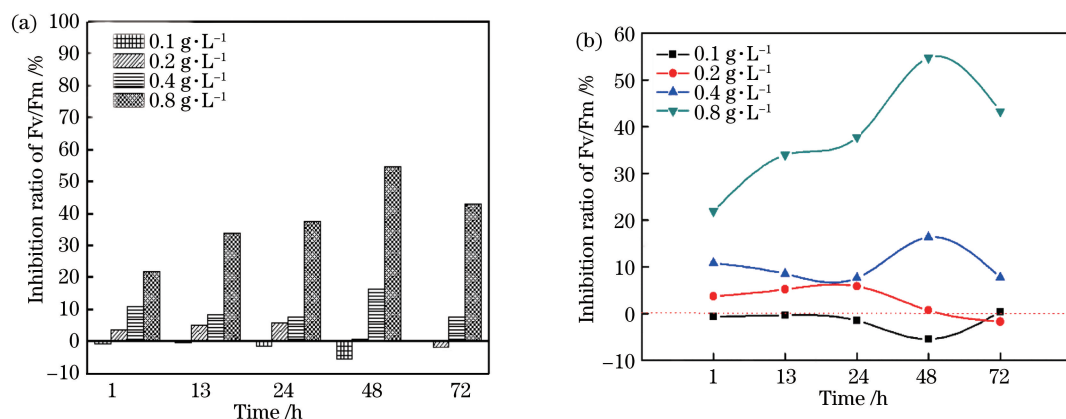 (a)
Inhibition ratio of Fv/Fm /%
100
90
80
70
60
50
40
30
20
10
0
−10
0.1 g·L⁻¹
0.2 g·L⁻¹
0.4 g·L⁻¹
0.8 g·L⁻¹
1 13 24 48 72
Time /h
(b)
Inhibition ratio of Fv/Fm /%
60
50
40
30
20
10
0
−10
0.1 g·L⁻¹
0.2 g·L⁻¹
0.4 g·L⁻¹
0.8 g·L⁻¹
1 13 24 48 72
Time /h